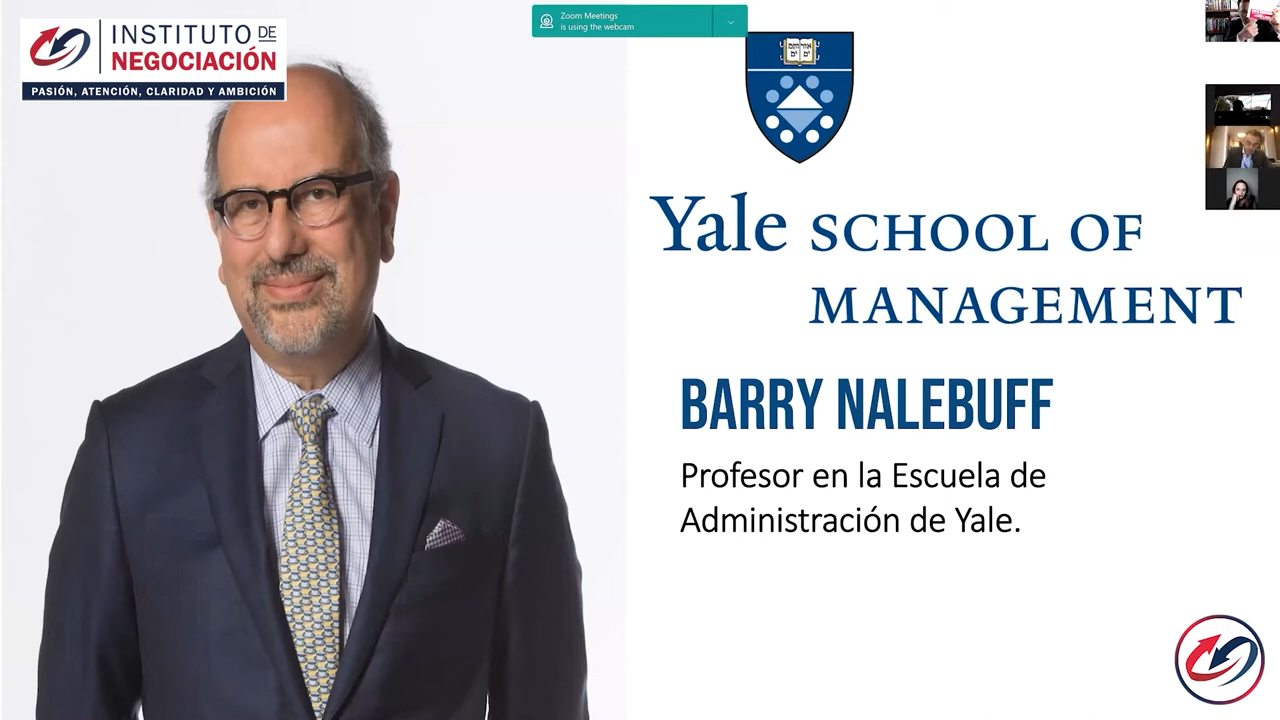 INSTITUTO DE
NEGOCIACIÓN
PASIÓN, ATENCIÓN, CLARIDAD Y AMBICIÓN
Zoom Meetings
is using the webcam
Yale SCHOOL OF
MANAGEMENT
BARRY NALEBUFF
Profesor en la Escuela de
Administración de Yale.